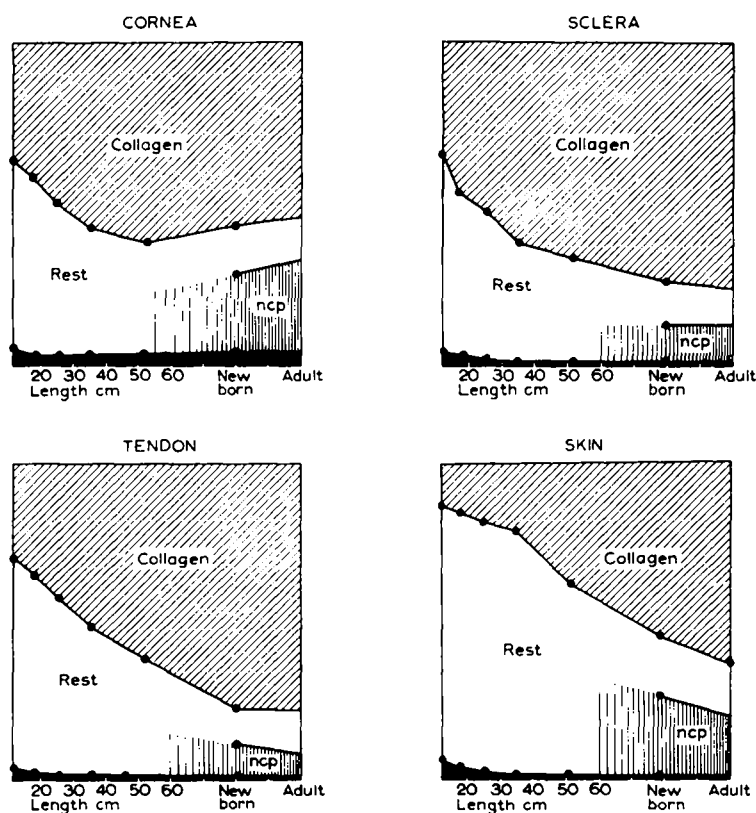 CORNEA
Collagen
Rest
ncp
20 30 40 50 60 New Adult
Length cm born
SCLERA
Collagen
Rest
ncp
20 30 40 50 60 New Adult
Length cm born
TENDON
Collagen
Rest
ncp
20 30 40 50 60 New Adult
Length cm born
SKIN
Collagen
Rest
ncp
20 30 40 50 60 New Adult
Length cm born